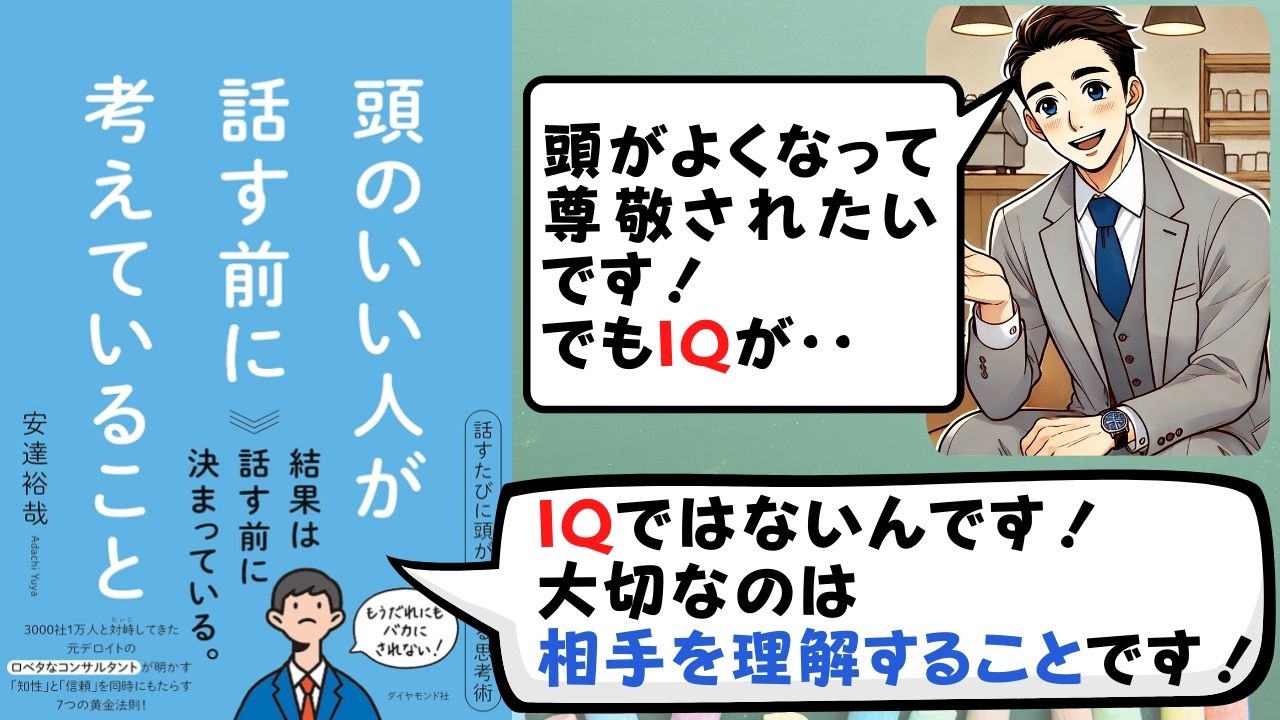 頭のいい人が
話す前に
考えていること
結果は
話す前に
決まっている。
安達裕哉
Adachi Yuya
話すたびに頭が
る思考術
もうだれにも
バカに
されない!
3000社1万人と対峙してきた
たいじ
元デロイトの
口ベタなコンサルタントが明かす
「知性」と「信頼」を同時にもたらす
7つの黄金法則!
ダイヤモンド社
頭がよくなって
尊敬されたい
です!
でもIQが‥
IQではないんです!
大切なのは
相手を理解することです!